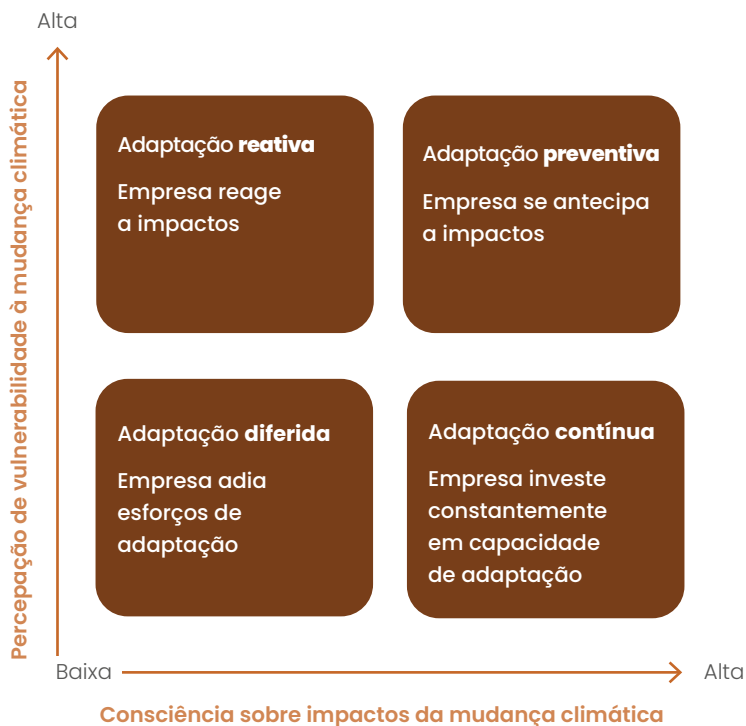 Alta
Percepação de vulnerabilidade à mudança climática
Adaptação reativa
Empresa reage
a impactos
Adaptação preventiva
Empresa se antecipa
a impactos
Adaptação diferida
Empresa adia
esforços de
adaptação
Adaptação contínua
Empresa investe
constantemente
em capacidade
de adaptação
Baixa
Alta
Consciência sobre impactos da mudança climática